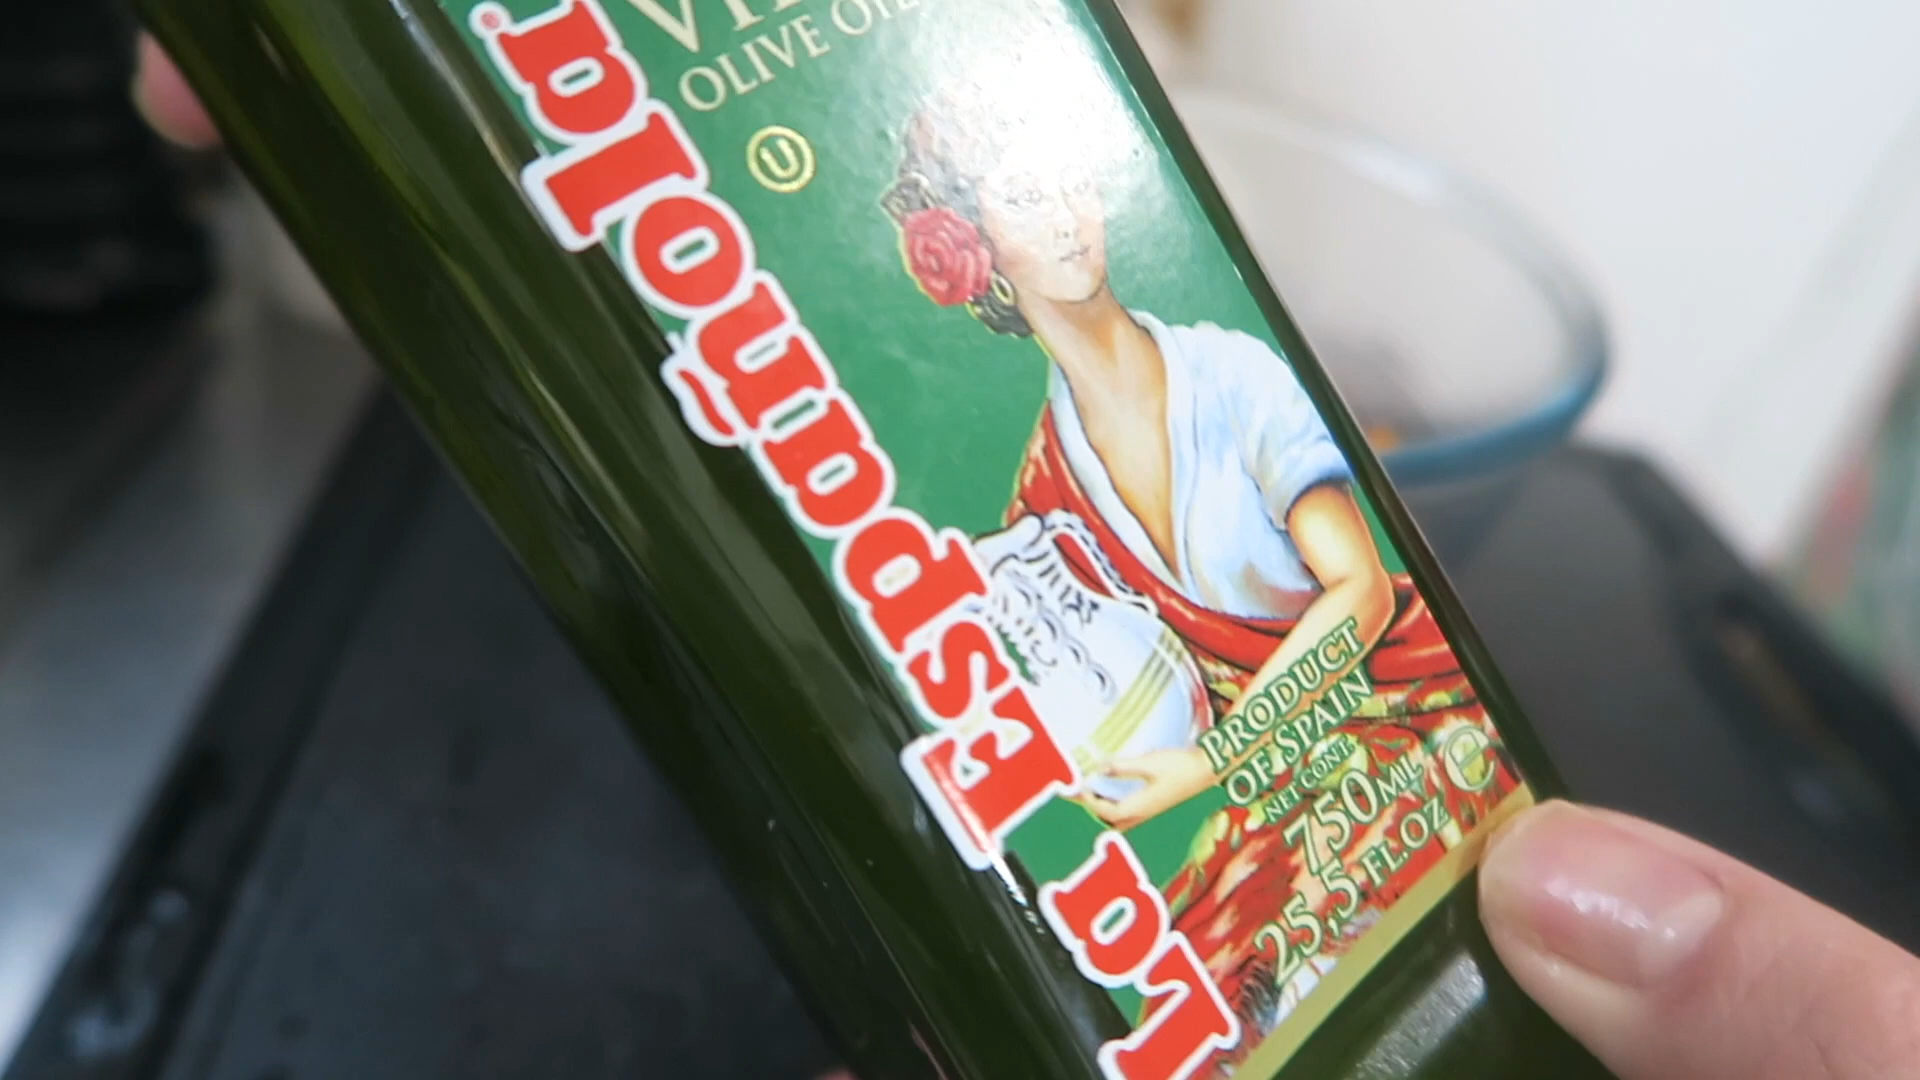 OLIVE OIL
U
La Española®
PRODUCT
OF SPAIN
NET CONT.
750ML e
25,5 FL.OZ